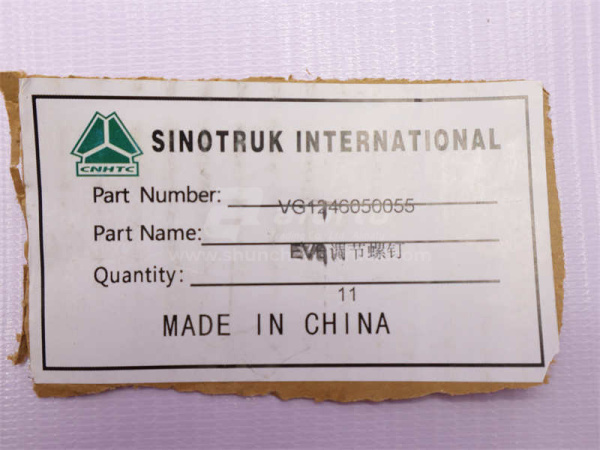 CNHTC
SINOTRUK INTERNATIONAL
Part Number: VG1246050055
Part Name: EVB调节螺钉
Quantity: 11
MADE IN CHINA